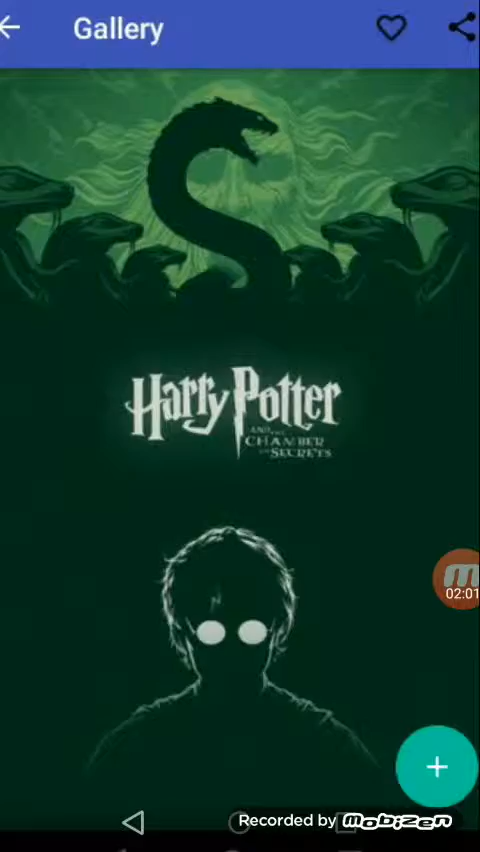 Gallery
Harry Potter
AND THE
CHAMBER
OF SECRETS
02:01
Recorded by Mobizen